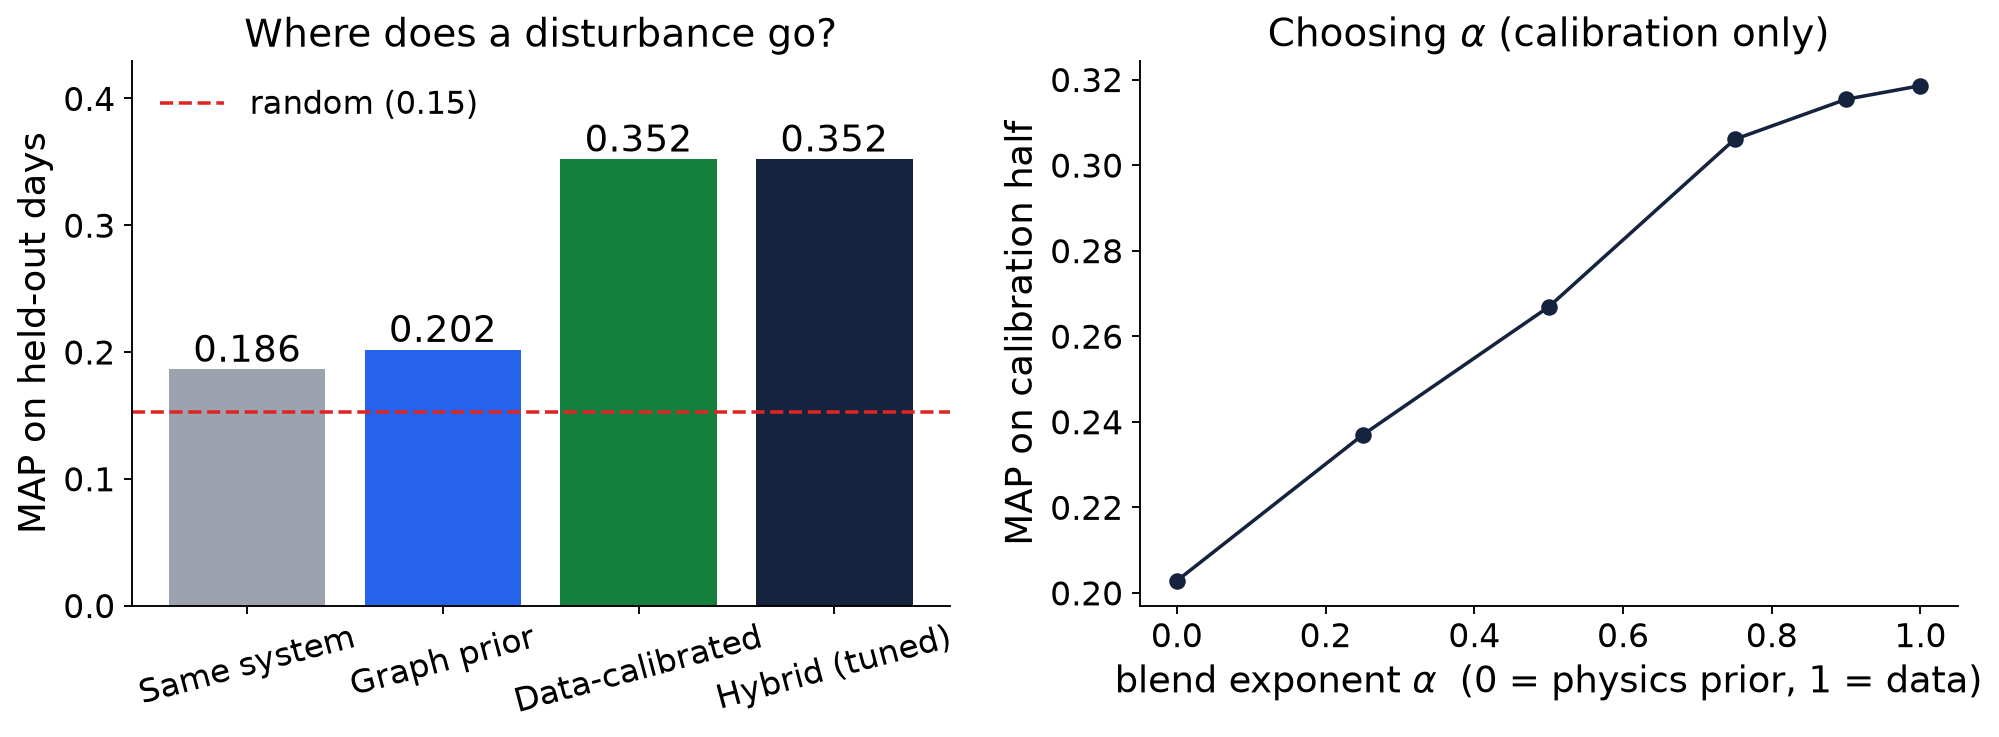 Where does a disturbance go?
MAP on held-out days
0.4
0.3
0.2
0.1
0.0
random (0.15)
0.186
0.202
0.352
0.352
Same system
Graph prior
Data-calibrated
Hybrid (tuned)
Choosing α (calibration only)
MAP on calibration half
0.32
0.30
0.28
0.26
0.24
0.22
0.20
0.0
0.2
0.4
0.6
0.8
1.0
blend exponent α (0 = physics prior, 1 = data)